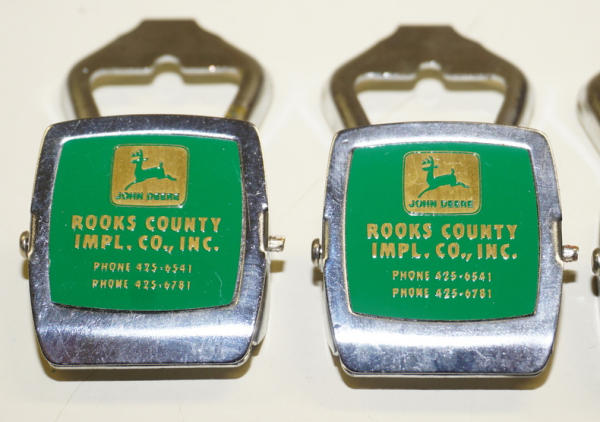 JOHN DEERE
ROOKS COUNTY
IMPL. CO., INC.
PHONE 425-6541
PHONE 425-6781
JOHN DEERE
ROOKS COUNTY
IMPL. CO., INC.
PHONE 425-6541
PHONE 425-6781